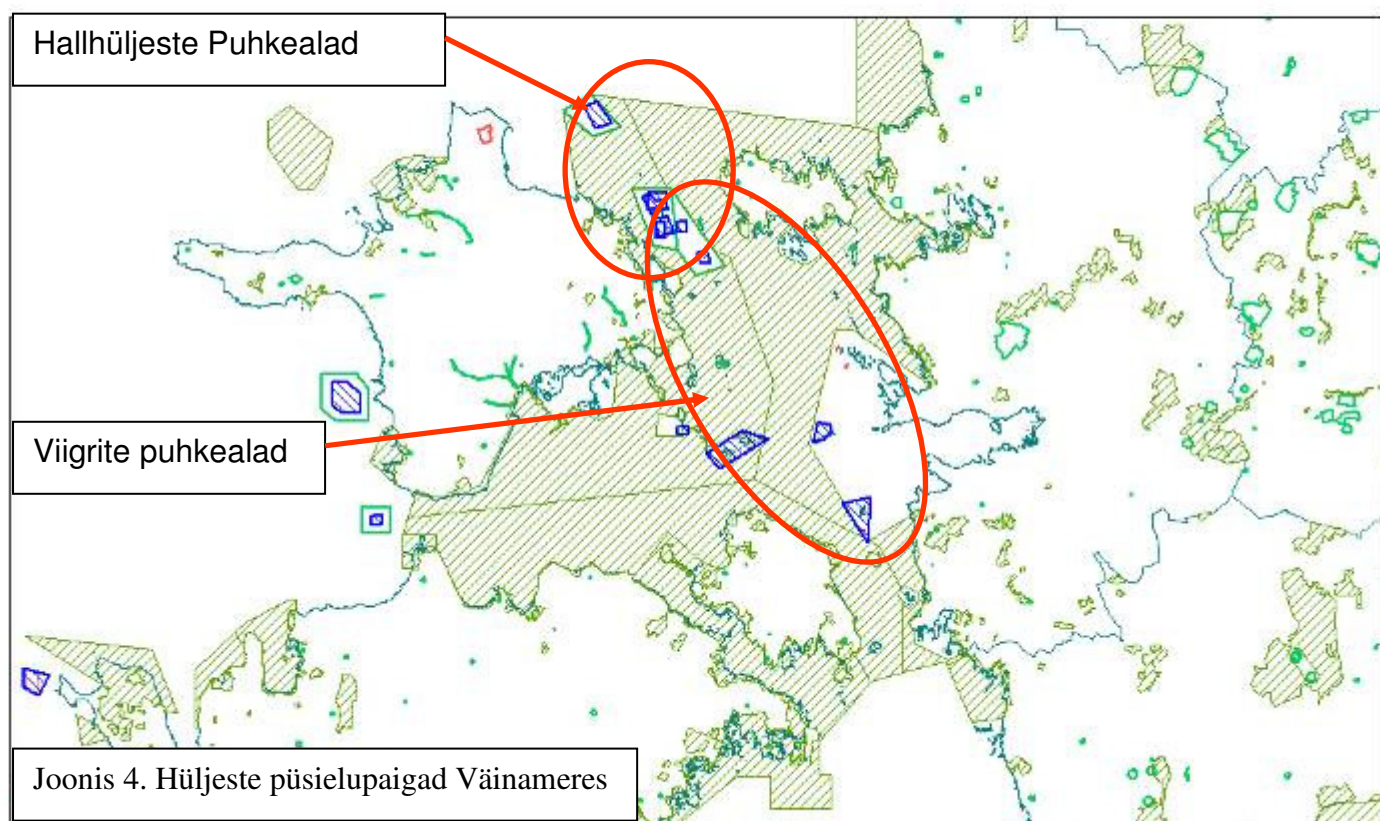 Hallhüljeste Puhkealad
Viigrite puhkealad
Joonis 4. Hüljeste püsielupaigad Väinameres